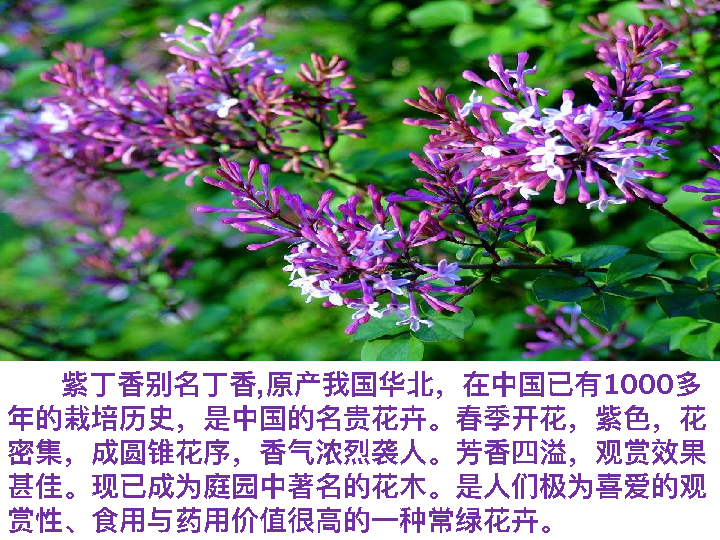 紫丁香别名丁香,原产我国华北，在中国已有1000多
年的栽培历史，是中国的名贵花卉。春季开花，紫色，花
密集，成圆锥花序，香气浓烈袭人。芳香四溢，观赏效果
甚佳。现已成为庭园中著名的花木。是人们极为喜爱的观
赏性、食用与药用价值很高的一种常绿花卉。